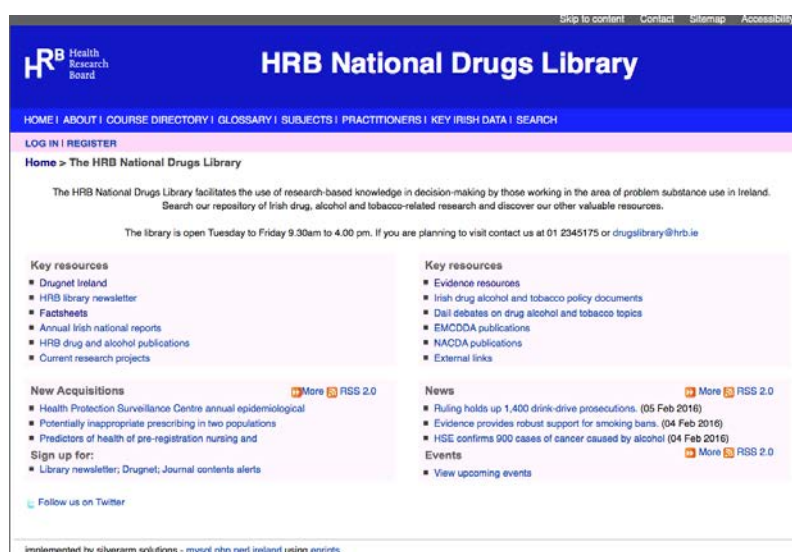 Skip to content Contact Sitemap Accessibility
HRB Health
Research
Board
HRB National Drugs Library
HOME I ABOUT I COURSE DIRECTORY I GLOSSARY I SUBJECTS I PRACTITIONERS I KEY IRISH DATA I SEARCH
LOG IN I REGISTER
Home > The HRB National Drugs Library
The HRB National Drugs Library facilitates the use of research-based knowledge in decision-making by those working in the area of problem substance use in Ireland.
Search our repository of Irish drug, alcohol and tobacco-related research and discover our other valuable resources.
The library is open Tuesday to Friday 9.30am to 4.00 pm. If you are planning to visit contact us at 01 2345175 or drugslibrary@hrb.ie
Key resources
Drugnet Ireland
HRB library newsletter
Factsheets
Annual Irish national reports
HRB drug and alcohol publications
Current research projects
Key resources
Evidence resources
Irish drug alcohol and tobacco policy documents
Dail debates on drug alcohol and tobacco topics
EMCDDA publications
NACDA publications
External links
New Acquisitions More RSS 2.0
Health Protection Surveillance Centre annual epidemiological
Potentially inappropriate prescribing in two populations
Predictors of health of pre-registration nursing and
Sign up for:
Library newsletter; Drugnet; Journal contents alerts
News More RSS 2.0
Ruling holds up 1,400 drink-drive prosecutions. (05 Feb 2016)
Evidence provides robust support for smoking bans. (04 Feb 2016)
HSE confirms 900 cases of cancer caused by alcohol (04 Feb 2016)
Events More RSS 2.0
View upcoming events
Follow us on Twitter
implemented by silverarm solutions - mysql php perl ireland using eprints